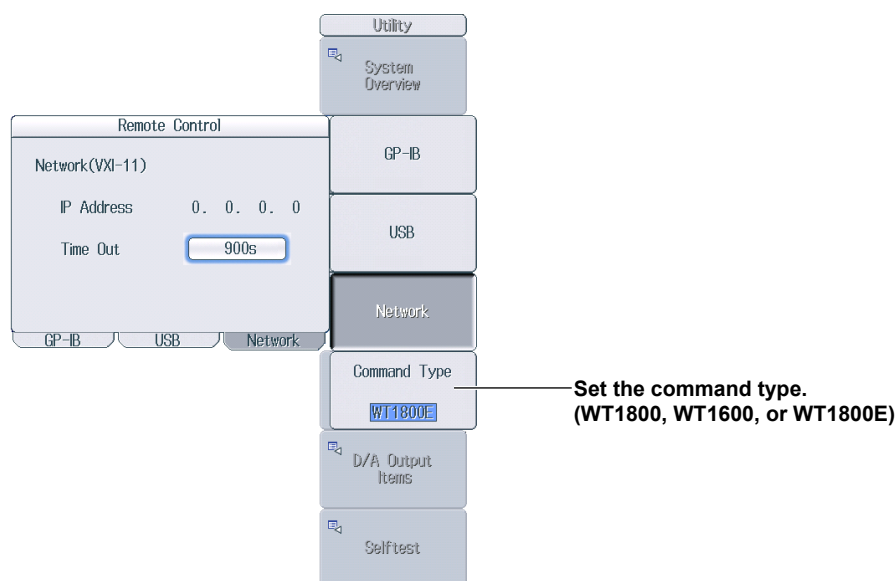 Utility
System
Overview
Remote Control
Network(VXI-11)
IP Address 0. 0. 0. 0
Time Out 900s
GP-IB USB Network
GP-IB
USB
Network
Command Type
WT1800E
D/A Output
Items
Selftest
Set the command type.
(WT1800, WT1600, or WT1800E)